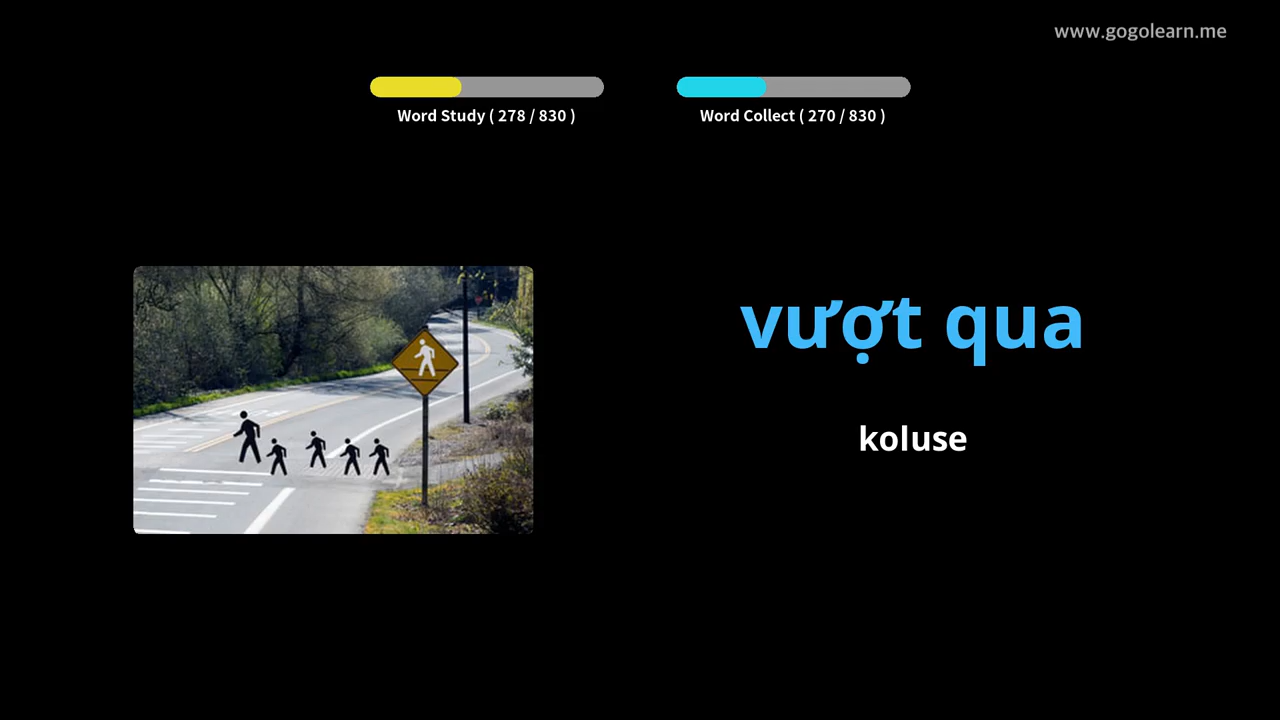 www.gogolearn.me
Word Study ( 278 / 830 )
Word Collect ( 270 / 830 )
vượt qua
koluse